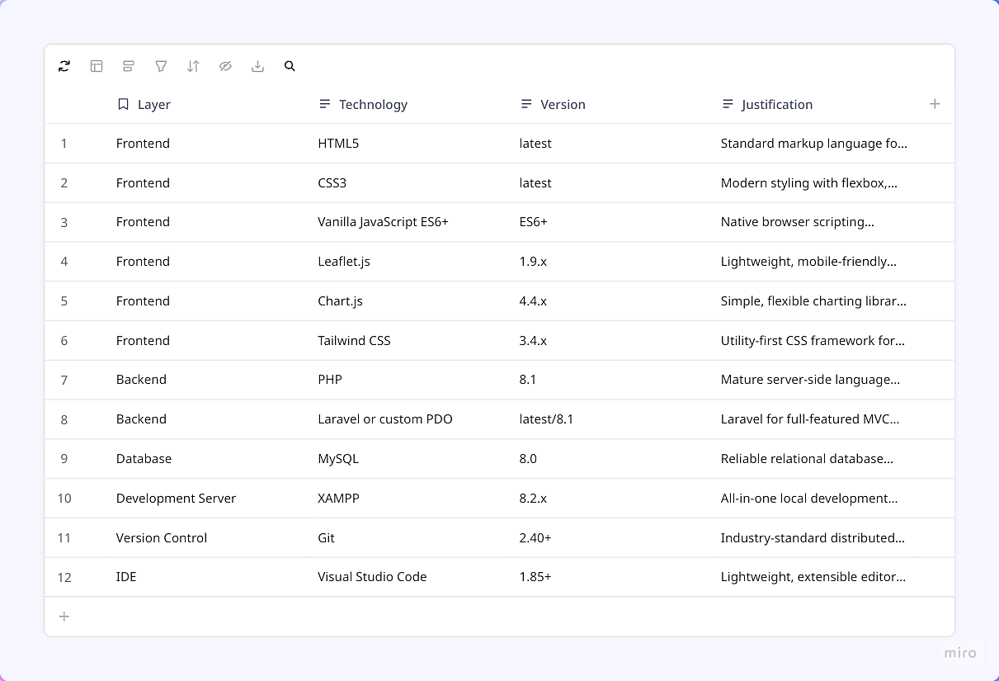 Layer Technology Version Justification
1 Frontend HTML5 latest Standard markup language fo...
2 Frontend CSS3 latest Modern styling with flexbox,...
3 Frontend Vanilla JavaScript ES6+ ES6+ Native browser scripting...
4 Frontend Leaflet.js 1.9.x Lightweight, mobile-friendly...
5 Frontend Chart.js 4.4.x Simple, flexible charting librar...
6 Frontend Tailwind CSS 3.4.x Utility-first CSS framework for...
7 Backend PHP 8.1 Mature server-side language...
8 Backend Laravel or custom PDO latest/8.1 Laravel for full-featured MVC...
9 Database MySQL 8.0 Reliable relational database...
10 Development Server XAMPP 8.2.x All-in-one local development...
11 Version Control Git 2.40+ Industry-standard distributed...
12 IDE Visual Studio Code 1.85+ Lightweight, extensible editor...
miro